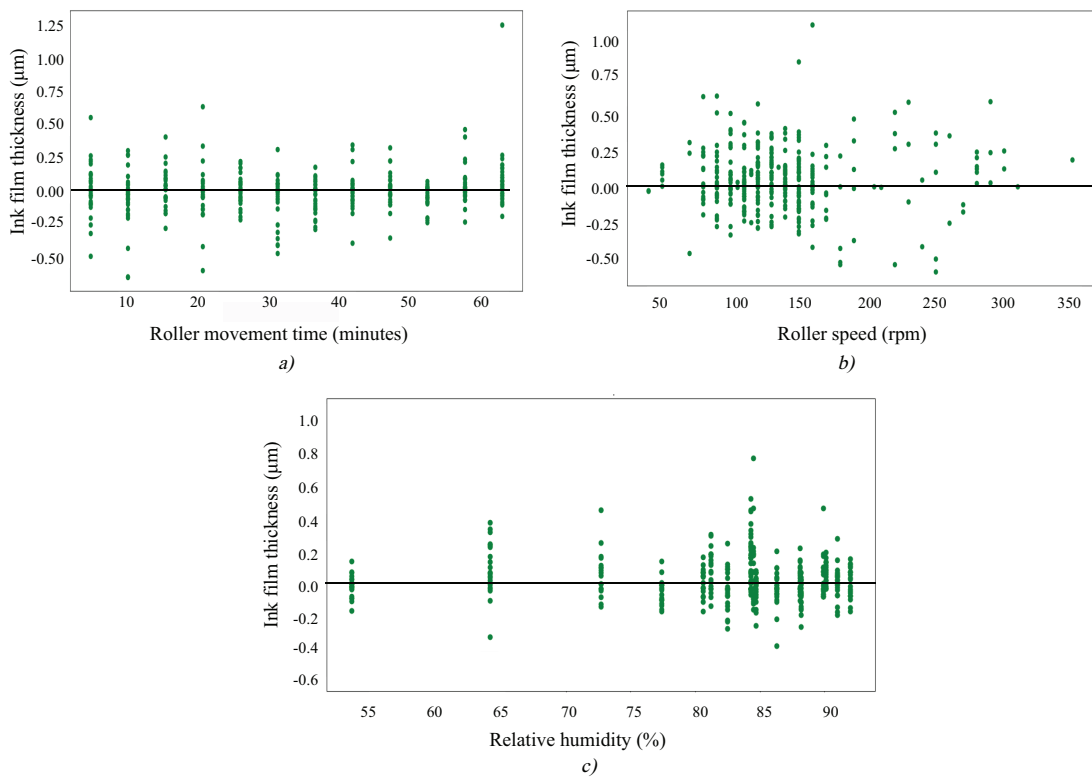 1.25
1.00
0.75
0.50
0.25
0.00
-0.25
-0.50
Ink film thickness (μm)
10 20 30 40 50 60
Roller movement time (minutes)
a)
1.00
0.75
0.50
0.25
0.00
-0.25
-0.50
Ink film thickness (μm)
50 100 150 200 250 300 350
Roller speed (rpm)
b)
1.0
0.8
0.6
0.4
0.2
0.0
-0.2
-0.4
-0.6
Ink film thickness (μm)
55 60 65 70 75 80 85 90
Relative humidity (%)
c)